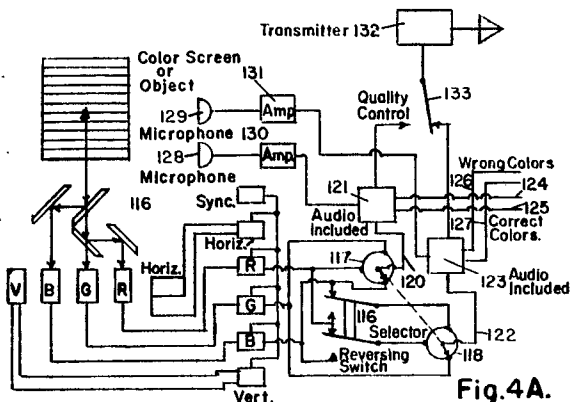 Transmitter 132
Color Screen
or
Object
131
129
Amp
Quality
Control
133
Microphone 130
128
Amp.
Microphone
Wrong Colors
126
124
125
127
Correct
Colors.
116
Sync.
121
Audio
Included
Horiz.
117
120
123
Audio
Included
Horiz.
R
V
B
G
R
G
116
Selector
122
B
Reversing
Switch
118
Vert.
Fig.4A.